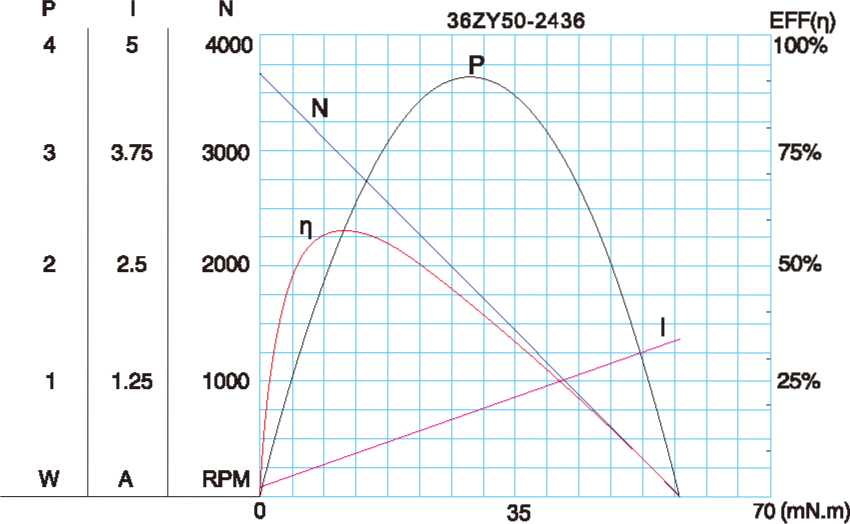 P I N 36ZY50-2436 EFF(η)
4 5 4000 100%
P
N
3 3.75 3000 75%
η
2 2.5 2000 50%
I
1 1.25 1000 25%
W A RPM
0 35 70 (mN.m)